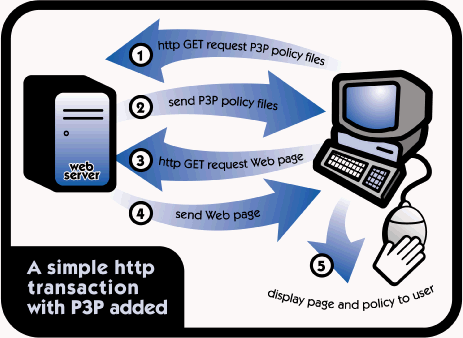 1 http GET request P3P policy files
2 send P3P policy files
web
server
3 http GET request Web page
4 send Web page
5
display page and policy to user
A simple http
transaction
with P3P added